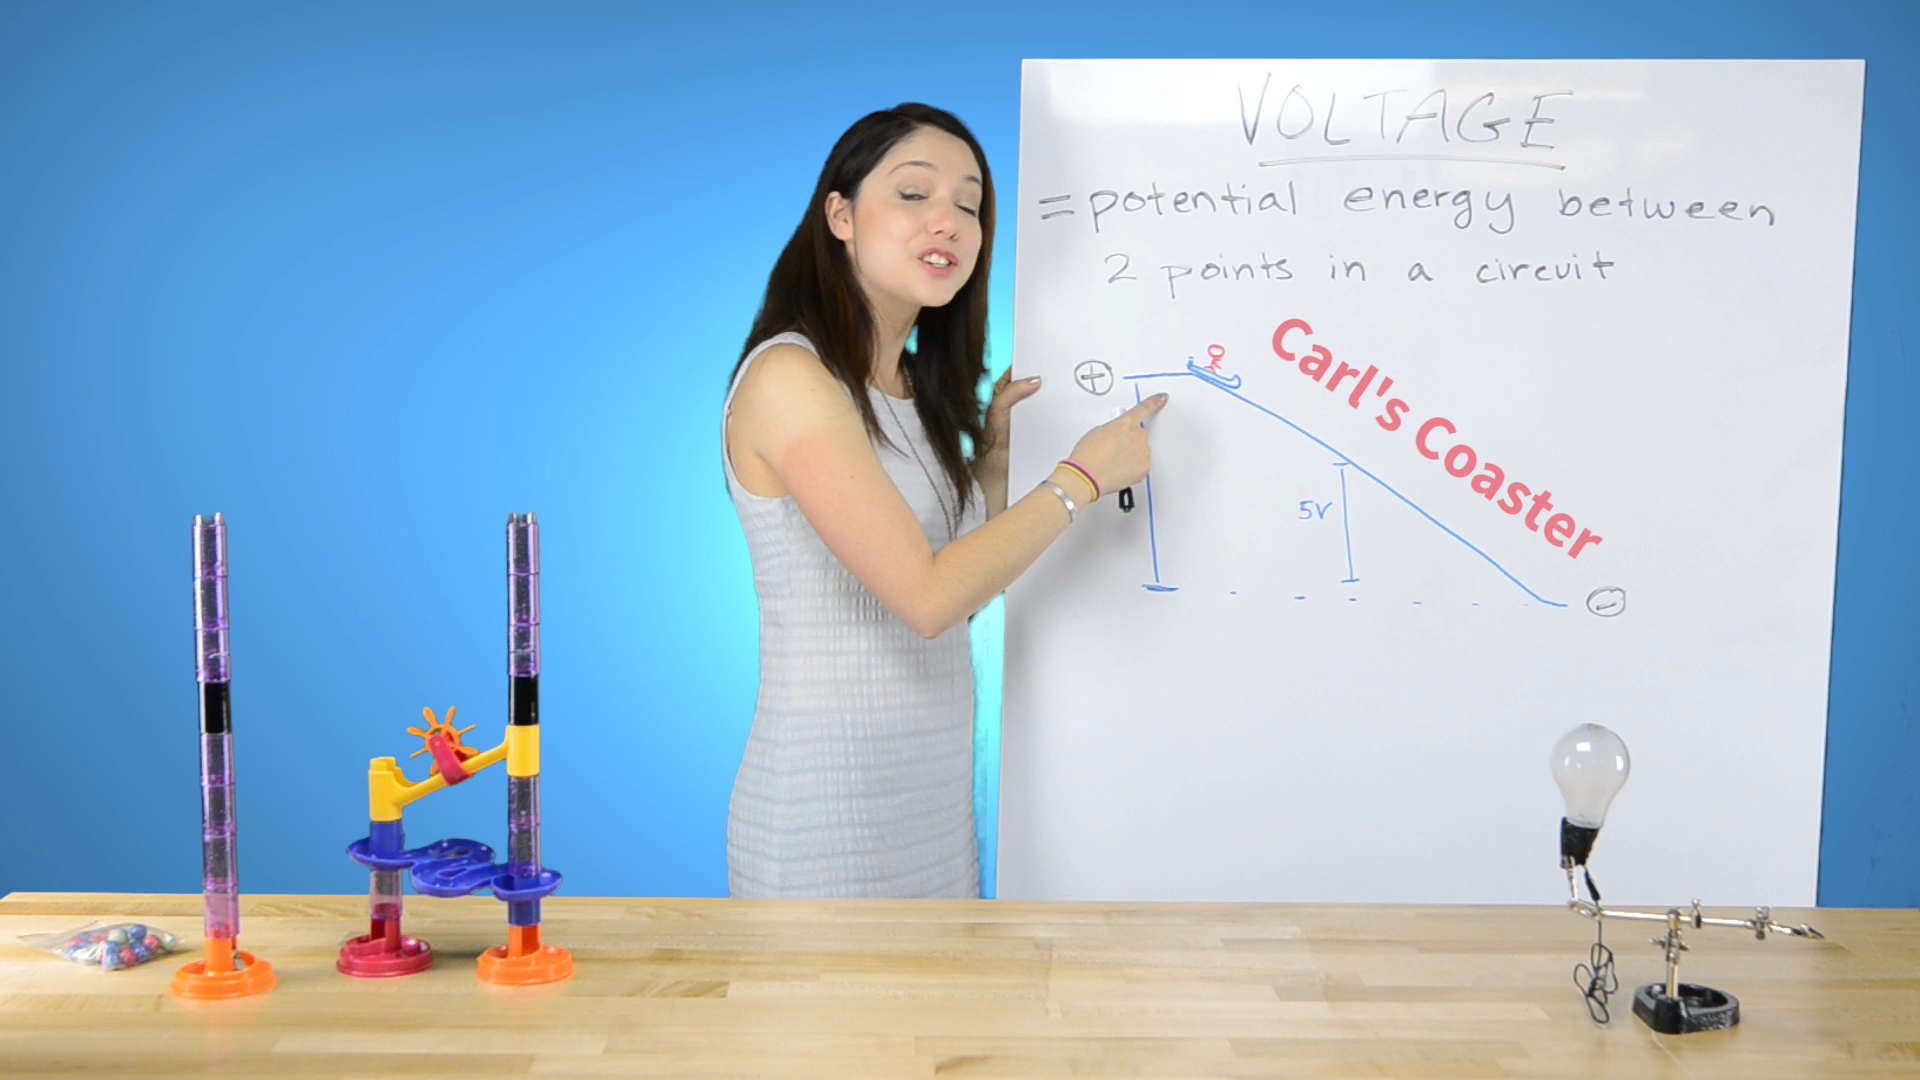 VOLTAGE
= potential energy between
2 points in a circuit
Carl's Coaster
+
5V
-